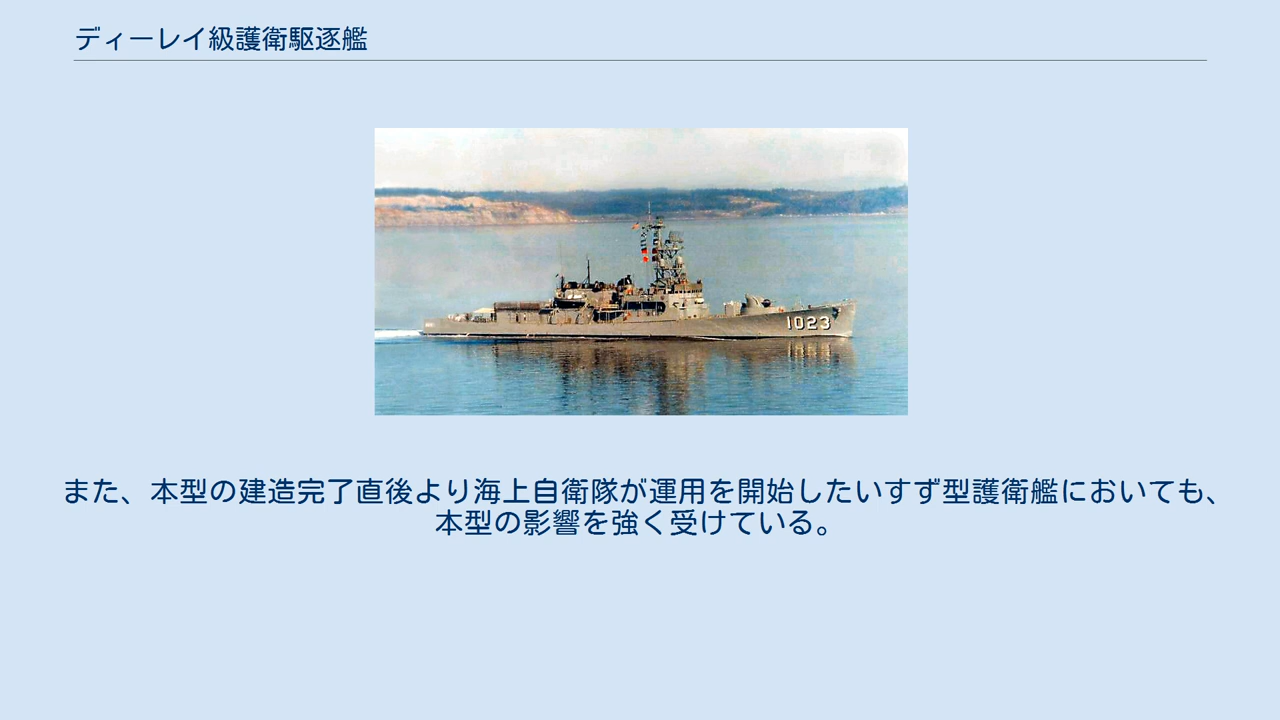 ディーレイ級護衛駆逐艦
1023
また、本型の建造完了直後より海上自衛隊が運用を開始したいすず型護衛艦においても、
本型の影響を強く受けている。